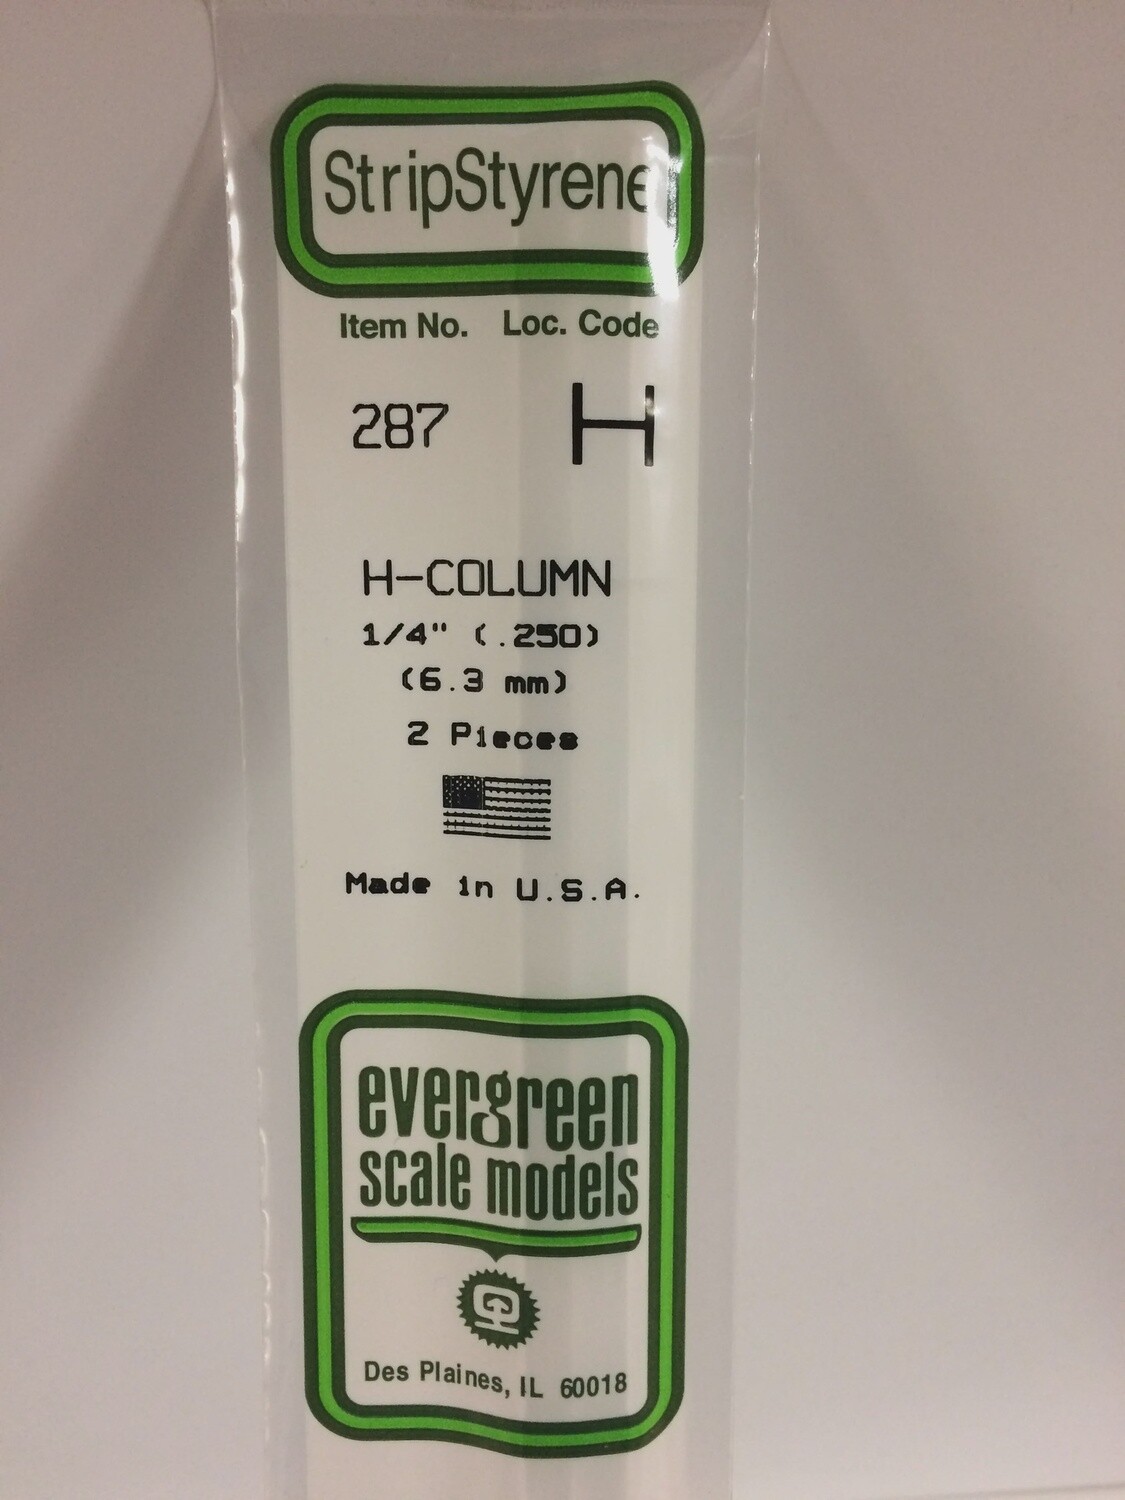 StripStyrene
Item No. Loc. Code
287 H
H-COLUMN
1/4" (.250)
(6.3 mm)
2 Pieces
Made in U.S.A.
evergreen
scale models
Des Plaines, IL 60018